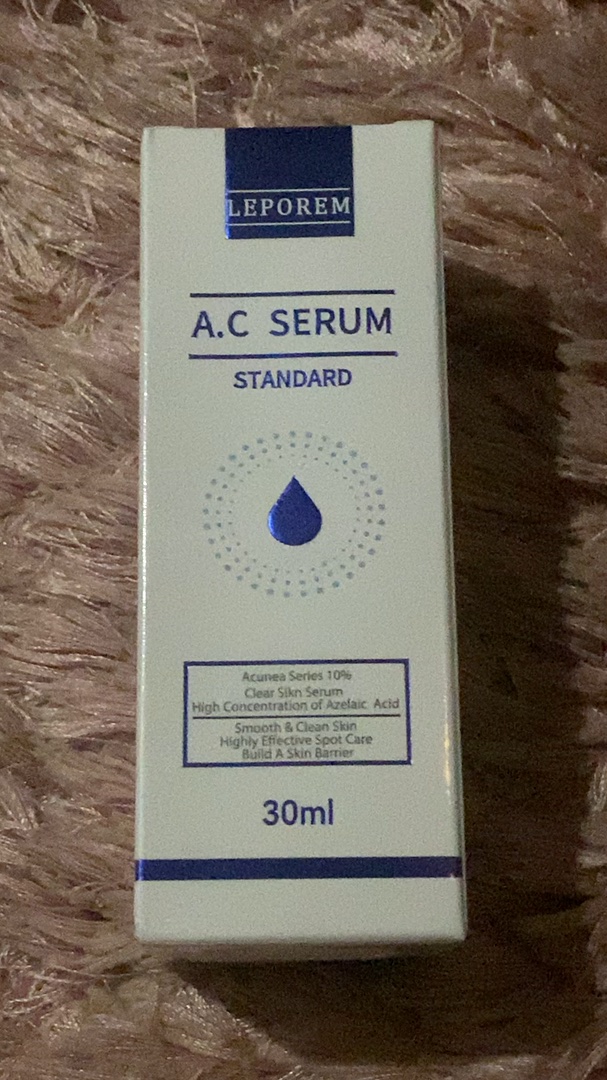 LEPOREM
A.C SERUM
STANDARD
Acunea Series 10%
Clear Sikn Serum
High Concentration of Azelaic Acid
Smooth & Clean Skin
Highly Effective Spot Care
Build A Skin Barrier
30ml